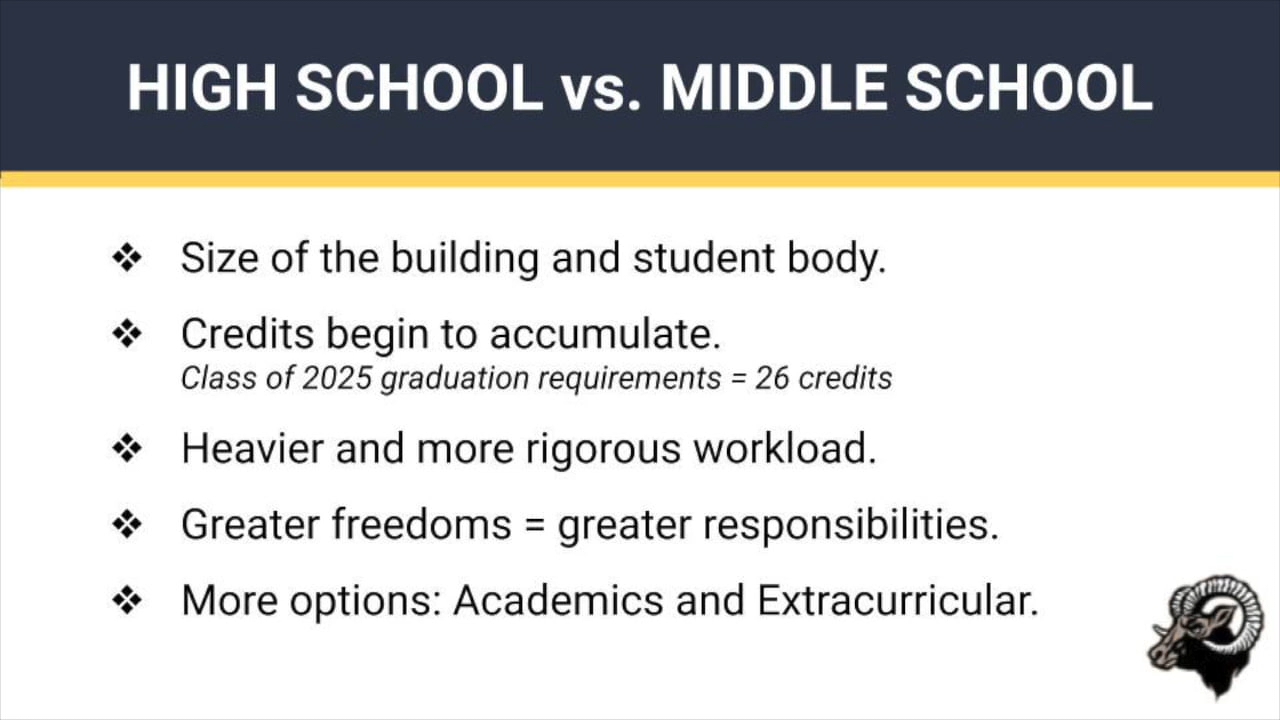 HIGH SCHOOL vs. MIDDLE SCHOOL
❖ Size of the building and student body.
❖ Credits begin to accumulate.
Class of 2025 graduation requirements = 26 credits
❖ Heavier and more rigorous workload.
❖ Greater freedoms = greater responsibilities.
❖ More options: Academics and Extracurricular.